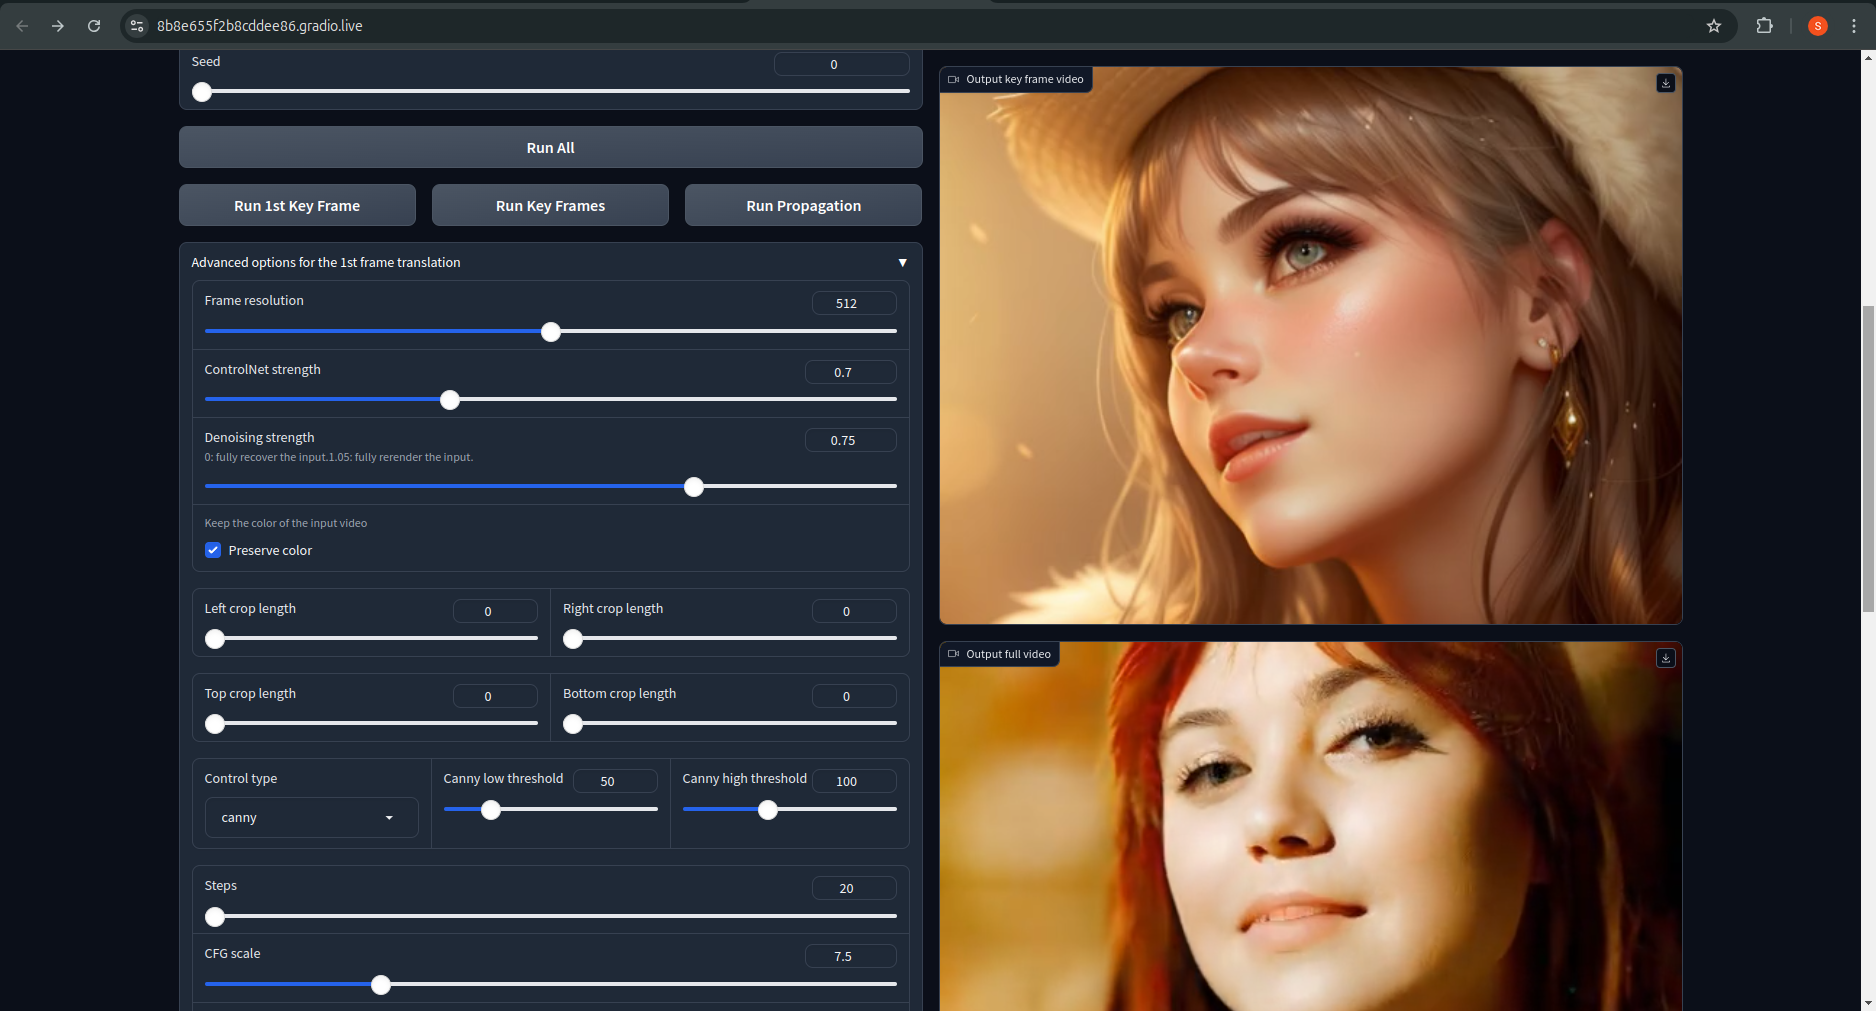 8b8e655f2b8cddee86.gradio.live
S
Seed
0
Run All
Run 1st Key Frame
Run Key Frames
Run Propagation
Advanced options for the 1st frame translation
Frame resolution
512
ControlNet strength
0.7
Denoising strength
0.75
0: fully recover the input.1.05: fully rerender the input.
Keep the color of the input video
Preserve color
Left crop length
0
Right crop length
0
Top crop length
0
Bottom crop length
0
Control type
canny
Canny low threshold
50
Canny high threshold
100
Steps
20
CFG scale
7.5
Output key frame video
Output full video